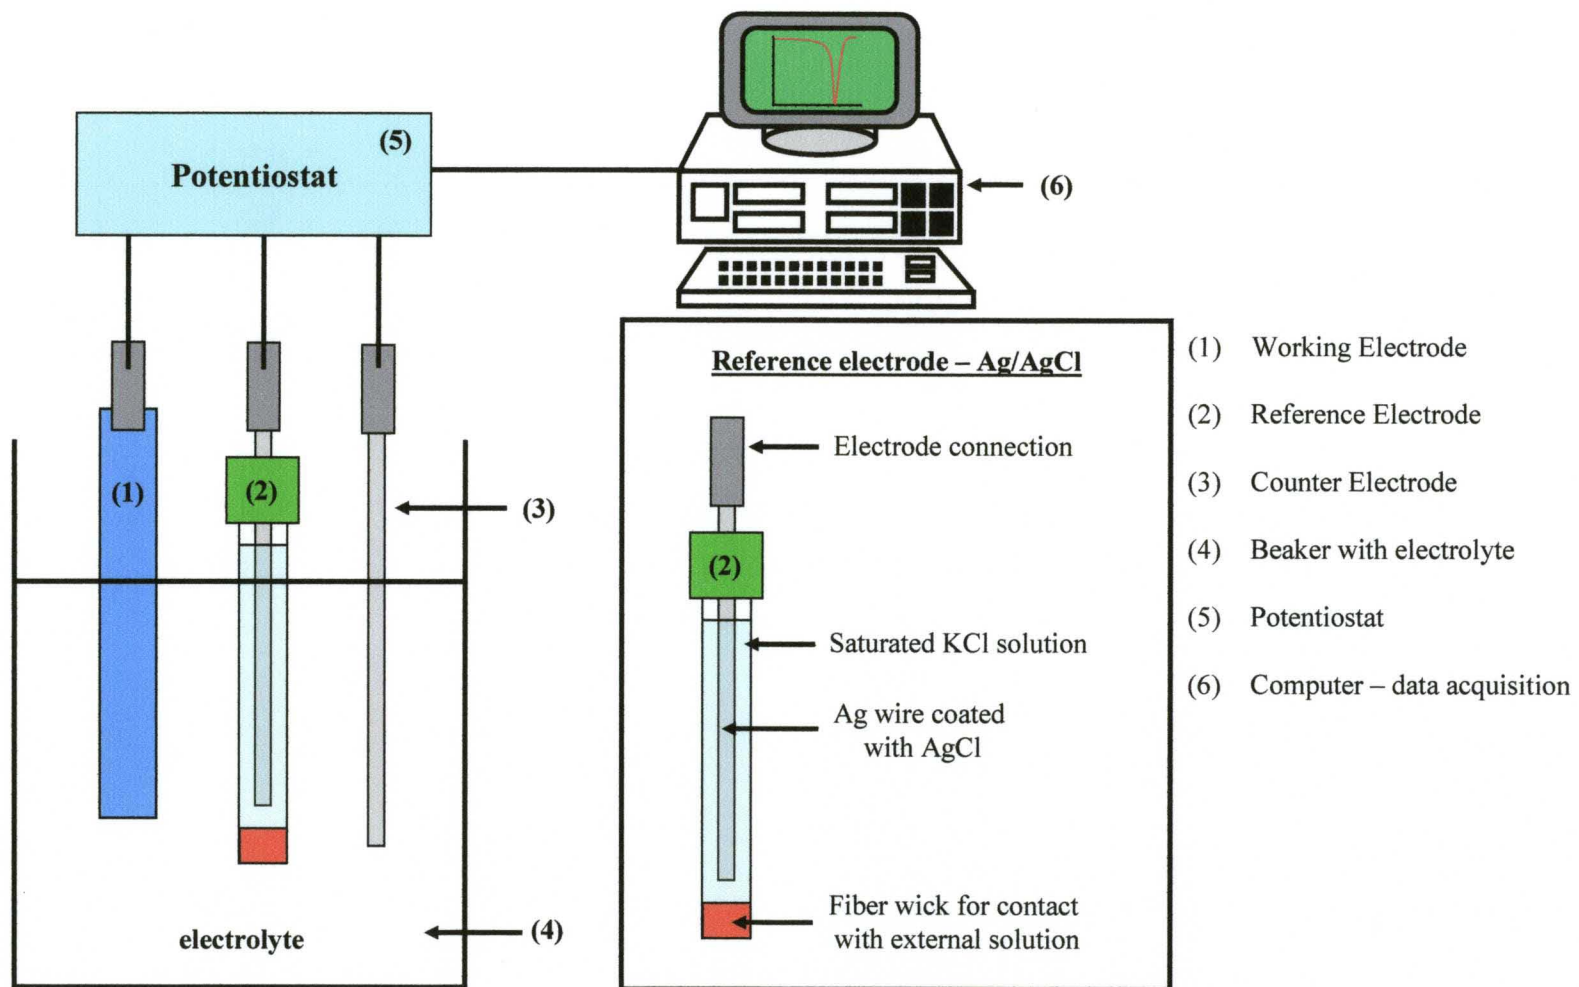 (5)
Potentiostat
(6)
(1)
(2)
(3)
electrolyte
(4)
Reference electrode – Ag/AgCl
Electrode connection
(2)
Saturated KCl solution
Ag wire coated
with AgCl
Fiber wick for contact
with external solution
(1) Working Electrode
(2) Reference Electrode
(3) Counter Electrode
(4) Beaker with electrolyte
(5) Potentiostat
(6) Computer – data acquisition